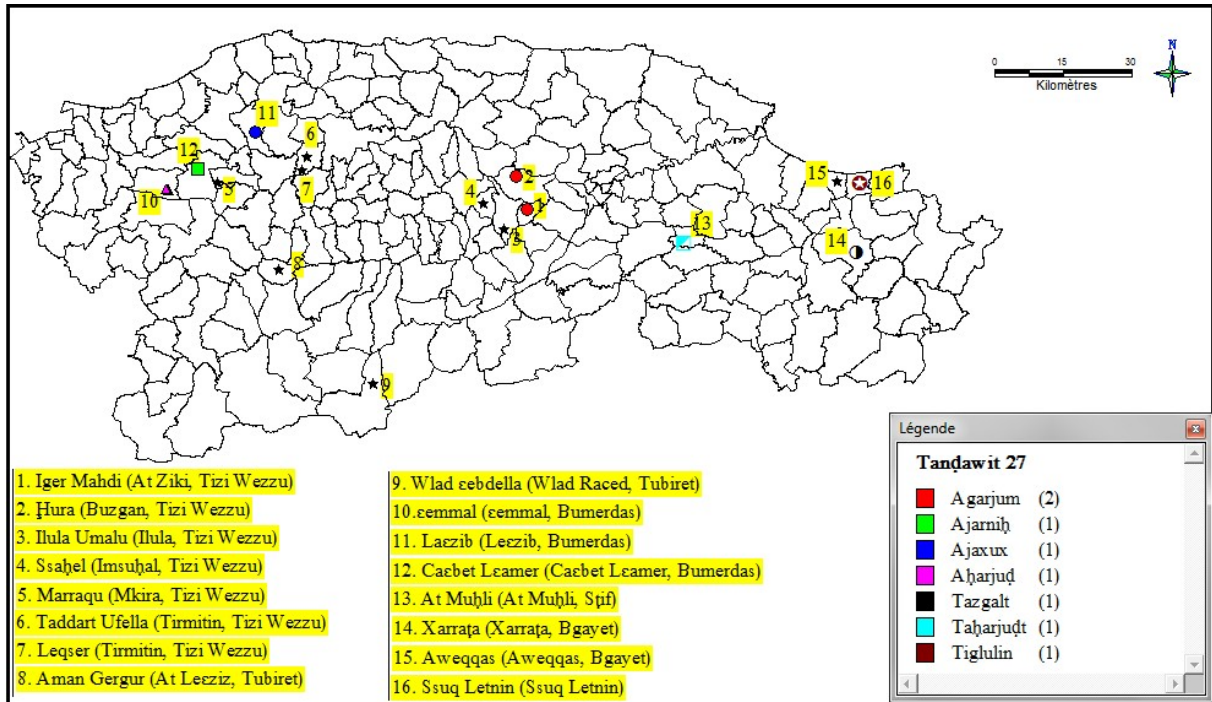 N
0 15 30
Kilomètres
11
6
12
7
10
5
4
2
1
3
8
9
13
15
16
14
1. Iger Mahdi (At Ziki, Tizi Wezzu)
2. Ḥura (Buzgan, Tizi Wezzu)
3. Ilula Umalu (Ilula, Tizi Wezzu)
4. Ssaḥel (Imsuḥal, Tizi Wezzu)
5. Marraqu (Mkira, Tizi Wezzu)
6. Taddart Ufella (Tirmitin, Tizi Wezzu)
7. Leqser (Tirmitin, Tizi Wezzu)
8. Aman Gergur (At Leɛziz, Tubiret)
9. Wlad ɛebdella (Wlad Raced, Tubiret)
10.ɛemmal (ɛemmal, Bumerdas)
11. Laɛzib (Leɛzib, Bumerdas)
12. Caɛbet Lɛamer (Caɛbet Lɛamer, Bumerdas)
13. At Muḥli (At Muḥli, Sṭif)
14. Xarraṭa (Xarraṭa, Bgayet)
15. Aweqqas (Aweqqas, Bgayet)
16. Ssuq Letnin (Ssuq Letnin)
Légende
Tanḍawit 27
Agarjum (2)
Ajarniḥ (1)
Ajaxux (1)
Aḥarjuḍ (1)
Tazgalt (1)
Taḥarjuḍt (1)
Tiglulin (1)